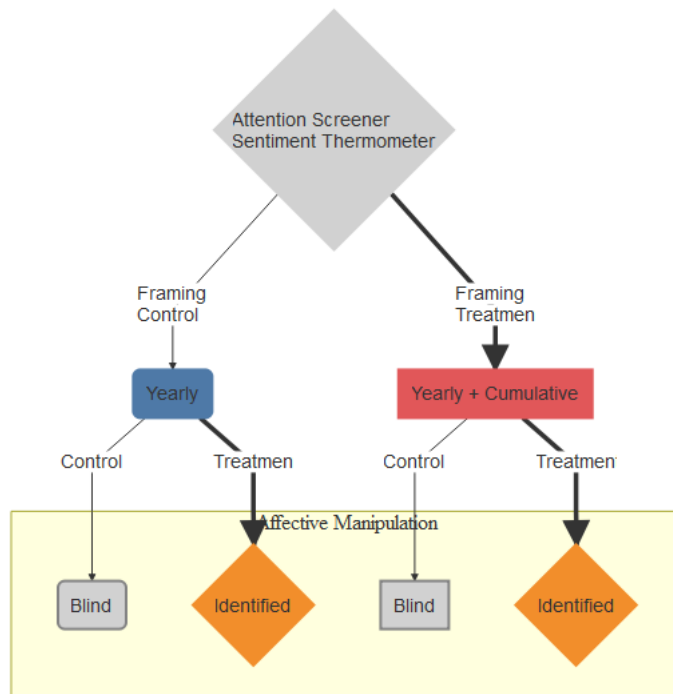 Attention Screener
Sentiment Thermometer
Framing
Control
Framing
Treatmen
Yearly
Yearly + Cumulative
Control
Treatmen
Control
Treatmen
Affective Manipulation
Blind
Identified
Blind
Identified